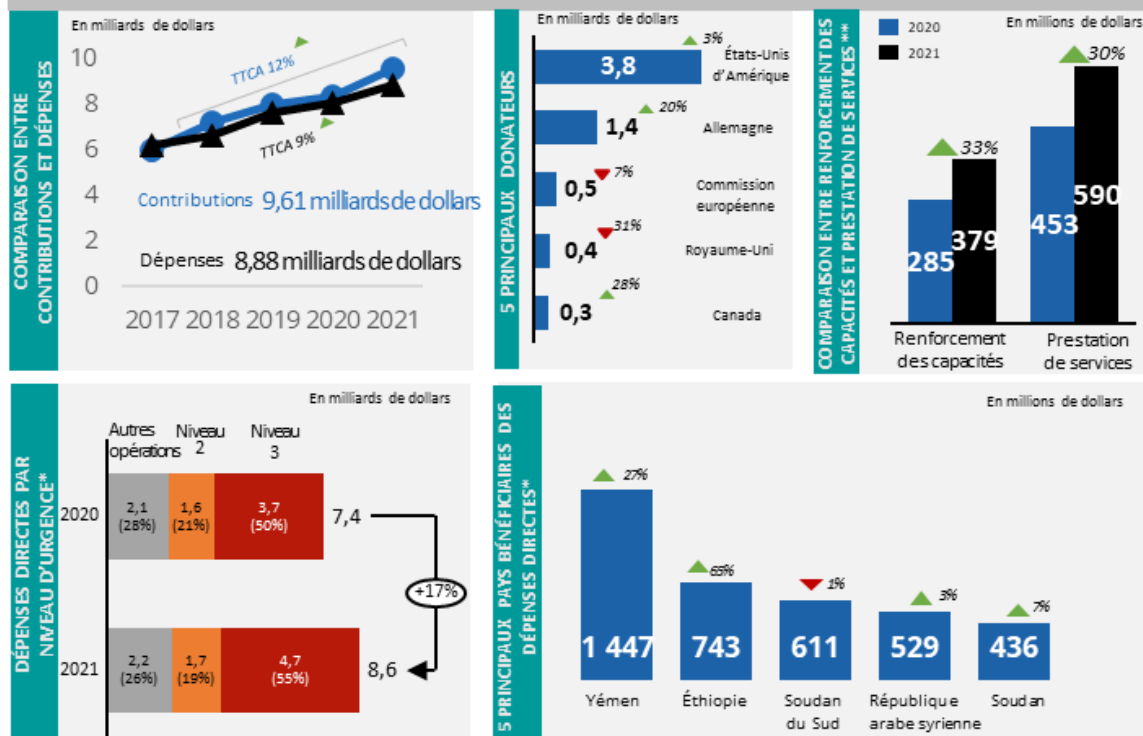 COMPARAISON ENTRE
CONTRIBUTIONS ET DÉPENSES
En milliards de dollars
10
8
6
4
2
0
TTCA 12%
TTCA 9%
Contributions 9,61 milliards de dollars
Dépenses 8,88 milliards de dollars
2017 2018 2019 2020 2021
5 PRINCIPAUX DONATEURS
En milliards de dollars
3,8
3%
États-Unis
d'Amérique
1,4
20%
Allemagne
0,5
7%
Commission
européenne
0,4
31%
Royaume-Uni
0,3
28%
Canada
COMPARAISON ENTRE RENFORCEMENT DES
CAPACITÉS ET PRESTATION DE SERVICES **
2020
2021
En millions de dollars
33%
30%
285
379
453
590
Renforcement
des capacités
Prestation
de services
DÉPENSES DIRECTES PAR
NIVEAU D'URGENCE*
En milliards de dollars
Autres
opérations
Niveau
2
Niveau
3
2020
2,1
(28%)
1,6
(21%)
3,7
(50%)
7,4
+17%
2021
2,2
(26%)
1,7
(19%)
4,7
(55%)
8,6
5 PRINCIPAUX PAYS BÉNÉFICIAIRES DES
DÉPENSES DIRECTES*
En millions de dollars
27%
65%
1%
3%
7%
1 447
743
611
529
436
Yémen
Éthiopie
Soudan
du Sud
République
arabe syrienne
Soudan